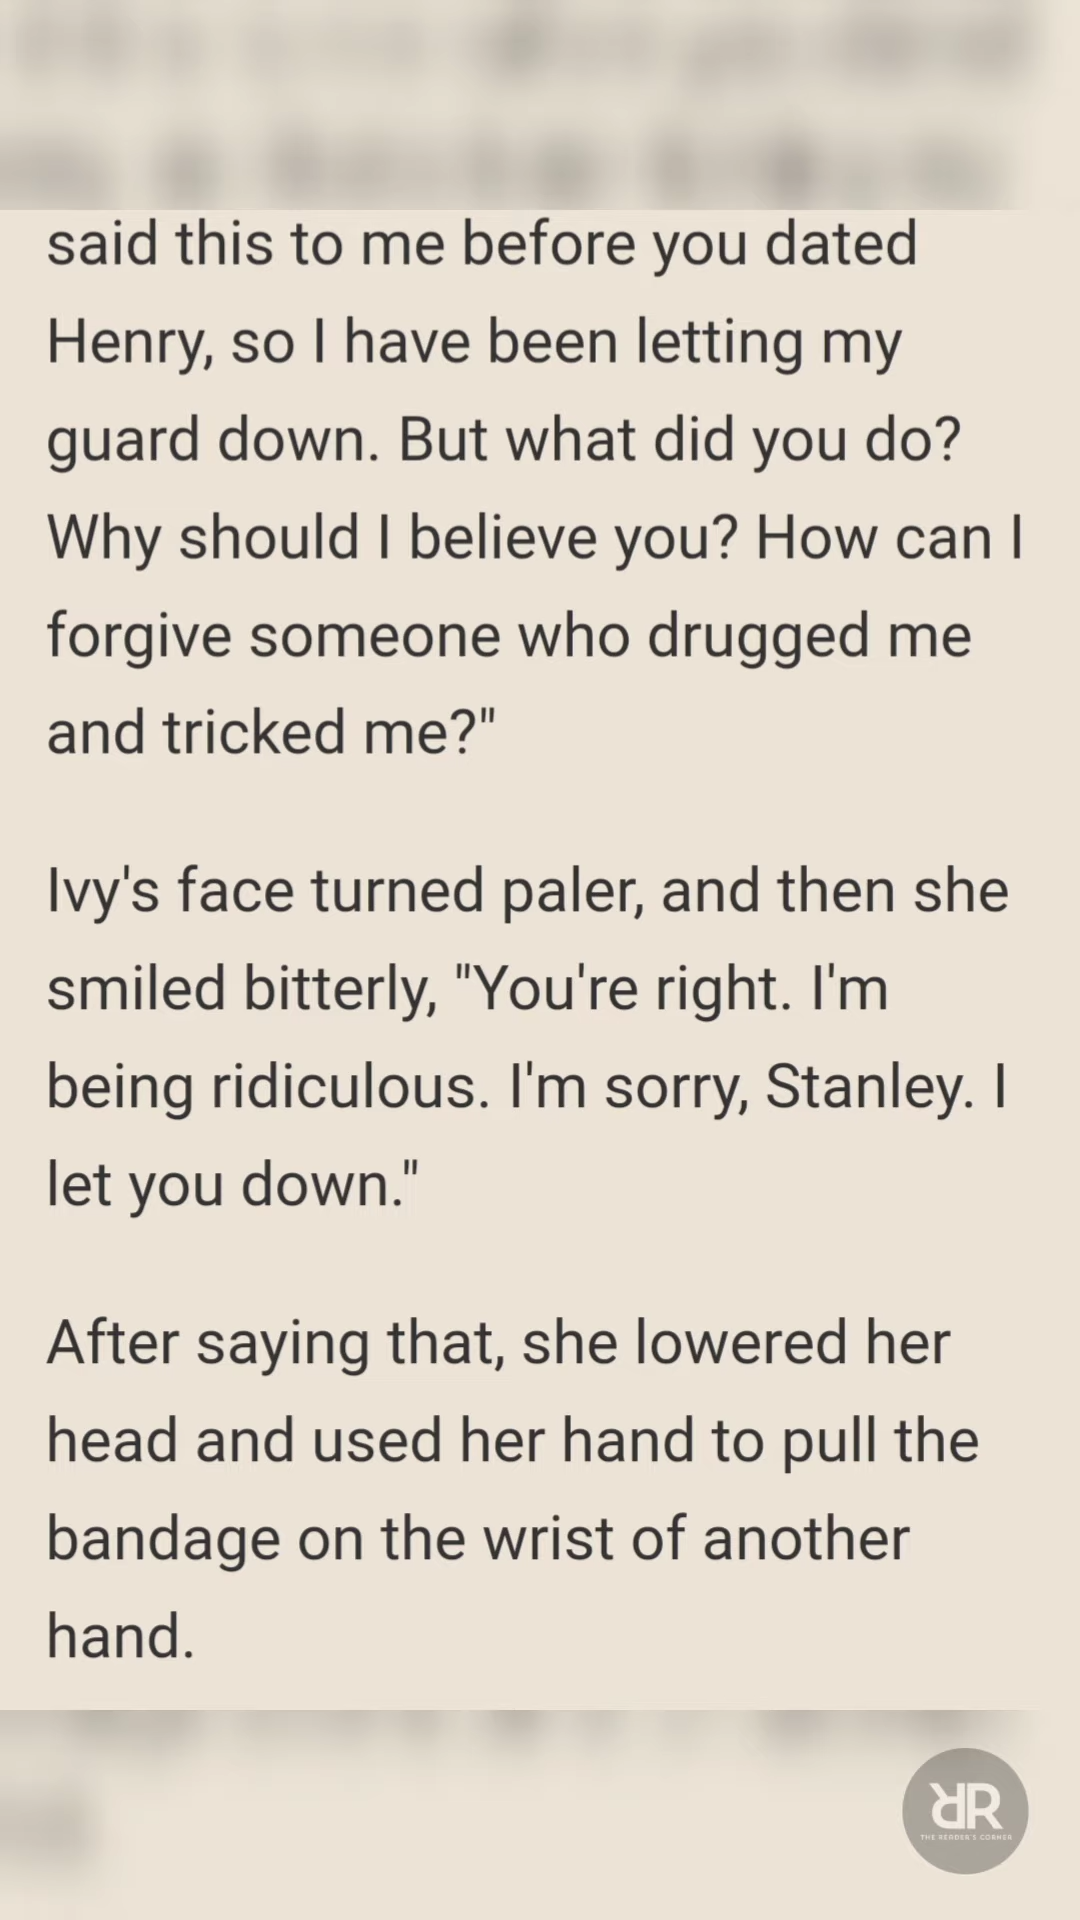 said this to me before you dated
Henry, so I have been letting my
guard down. But what did you do?
Why should I believe you? How can I
forgive someone who drugged me
and tricked me?"
Ivy's face turned paler, and then she
smiled bitterly, "You're right. I'm
being ridiculous. I'm sorry, Stanley. I
let you down."
After saying that, she lowered her
head and used her hand to pull the
bandage on the wrist of another
hand.
RR
THE READER'S CORNER